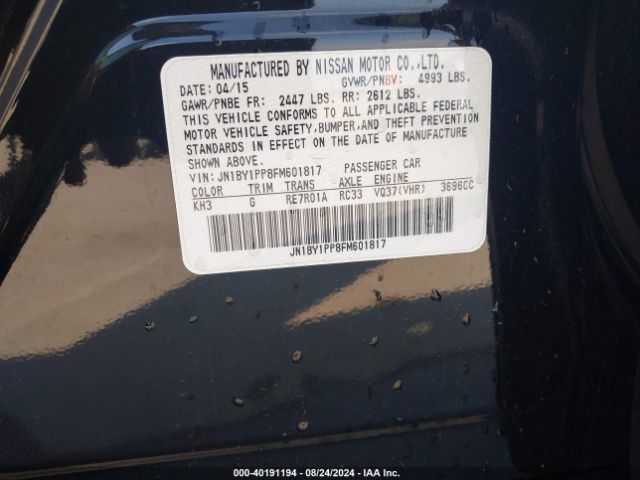 MANUFACTURED BY NISSAN MOTOR CO.,LTD.
DATE: 04/15 GVWR/PNBV: 4993 LBS.
GAWR/PNBE FR: 2447 LBS. RR: 2612 LBS.
THIS VEHICLE CONFORMS TO ALL APPLICABLE FEDERAL
MOTOR VEHICLE SAFETY, BUMPER, AND THEFT PREVENTION
STANDARDS IN EFFECT ON THE DATE OF MANUFACTURE
SHOWN ABOVE.
VIN: JN1BY1PP8FM601817 PASSENGER CAR
COLOR TRIM TRANS AXLE ENGINE
KH3 G RE7R01A RC33 VQ37(VHR) 3696CC
JN1BY1PP8FM601817
000-40191194 - 08/24/2024 - IAA Inc.